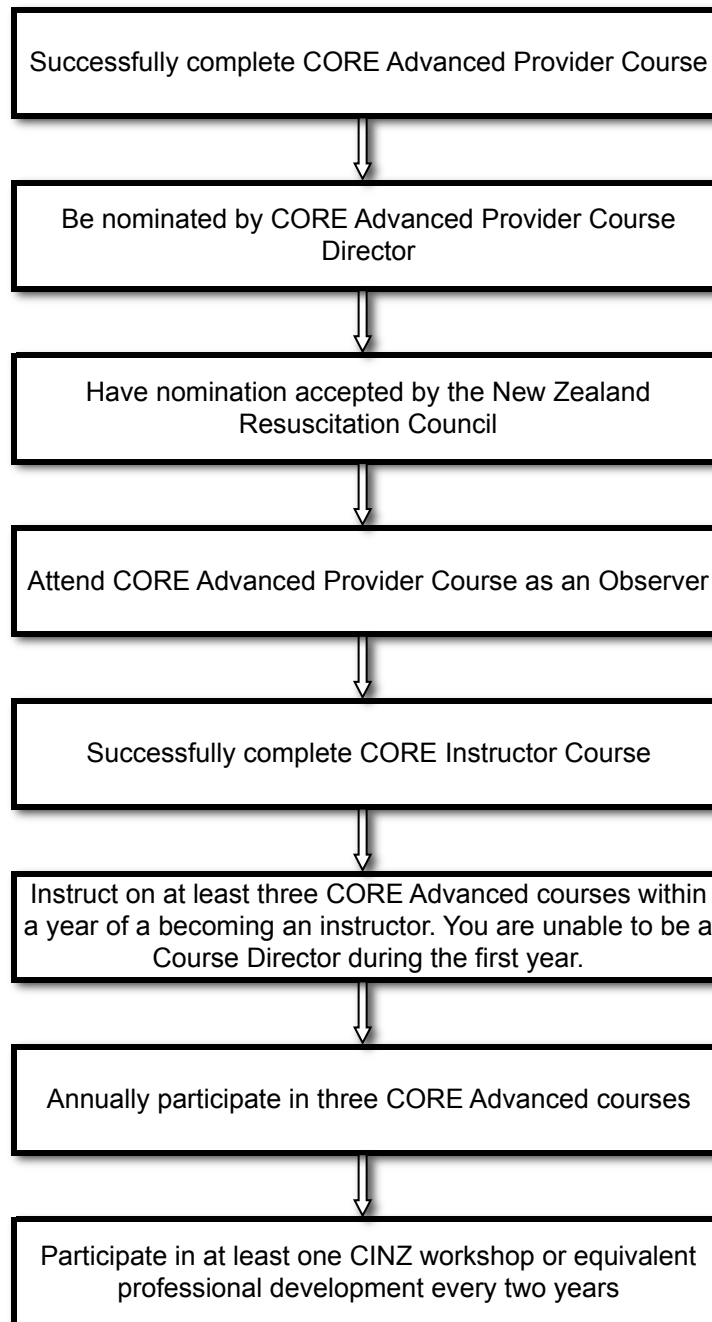 Successfully complete CORE Advanced Provider Course
Be nominated by CORE Advanced Provider Course
Director
Have nomination accepted by the New Zealand
Resuscitation Council
Attend CORE Advanced Provider Course as an Observer
Successfully complete CORE Instructor Course
Instruct on at least three CORE Advanced courses within
a year of a becoming an instructor. You are unable to be a
Course Director during the first year.
Annually participate in three CORE Advanced courses
Participate in at least one CINZ workshop or equivalent
professional development every two years